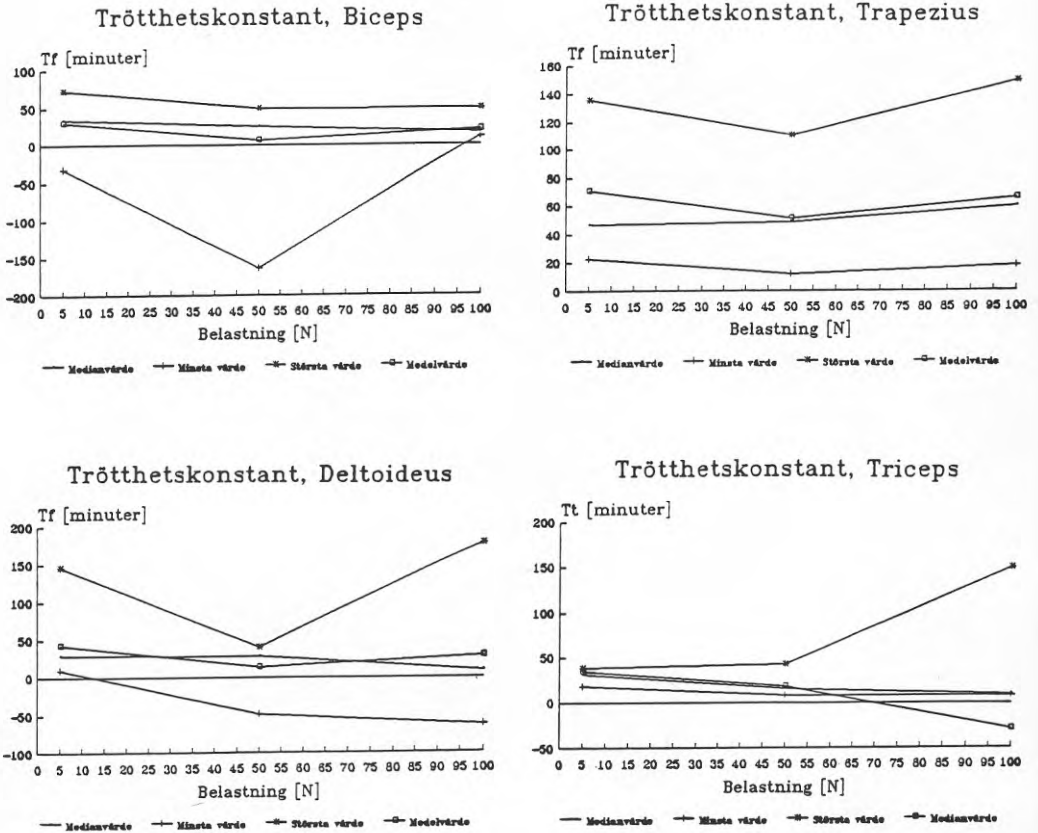 Trötthetskonstant, Biceps
Tf [minuter]
100
50
0
-50
-100
-150
-200
0 5 10 15 20 25 30 35 40 45 50 55 60 65 70 75 80 85 90 95 100
Belastning [N]
Medianvärde Minsta värde Största värde Medelvärde
Trötthetskonstant, Trapezius
Tf [minuter]
160
140
120
100
80
60
40
20
0
0 5 10 15 20 25 30 35 40 45 50 55 60 65 70 75 80 85 90 95 100
Belastning [N]
Medianvärde Minsta värde Största värde Medelvärde
Trötthetskonstant, Deltoideus
Tf [minuter]
200
150
100
50
0
-50
-100
0 5 10 15 20 25 30 35 40 45 50 55 60 65 70 75 80 85 90 95 100
Belastning [N]
Medianvärde Minsta värde Största värde Medelvärde
Trötthetskonstant, Triceps
Tt [minuter]
200
150
100
50
0
-50
0 5 10 15 20 25 30 35 40 45 50 55 60 65 70 75 80 85 90 95 100
Belastning [N]
Medianvärde Minsta värde Största värde Medianvärde